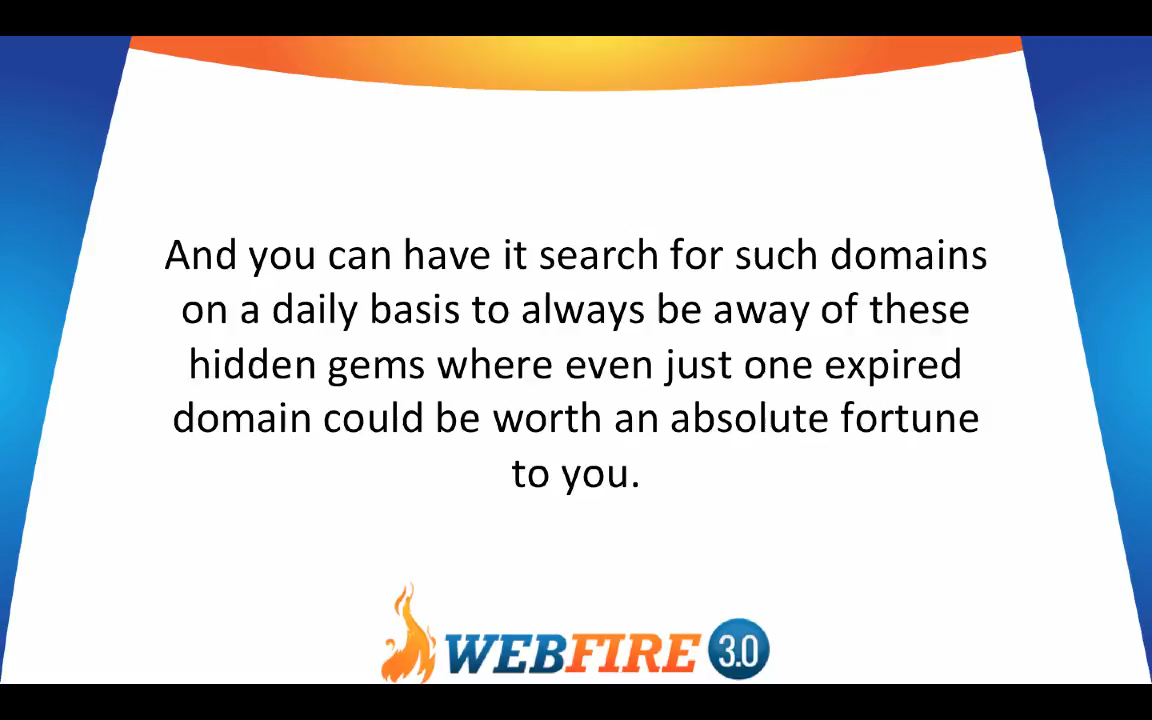 And you can have it search for such domains
on a daily basis to always be away of these
hidden gems where even just one expired
domain could be worth an absolute fortune
to you.
WEBFIRE 3.0